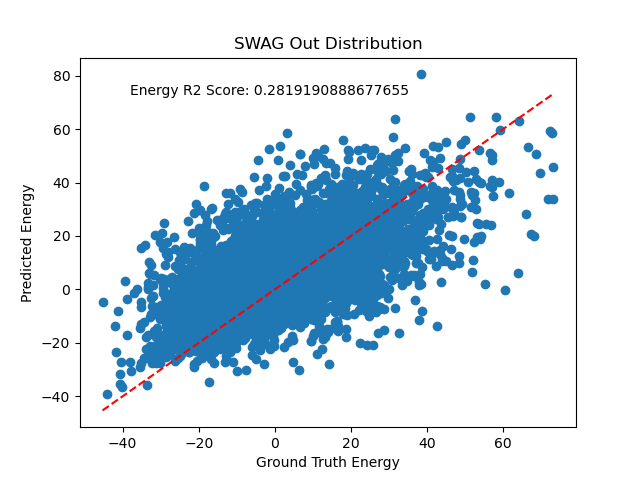 SWAG Out Distribution
Energy R2 Score: 0.2819190888677655
Predicted Energy
80
60
40
20
0
−20
−40
−40 −20 0 20 40 60
Ground Truth Energy